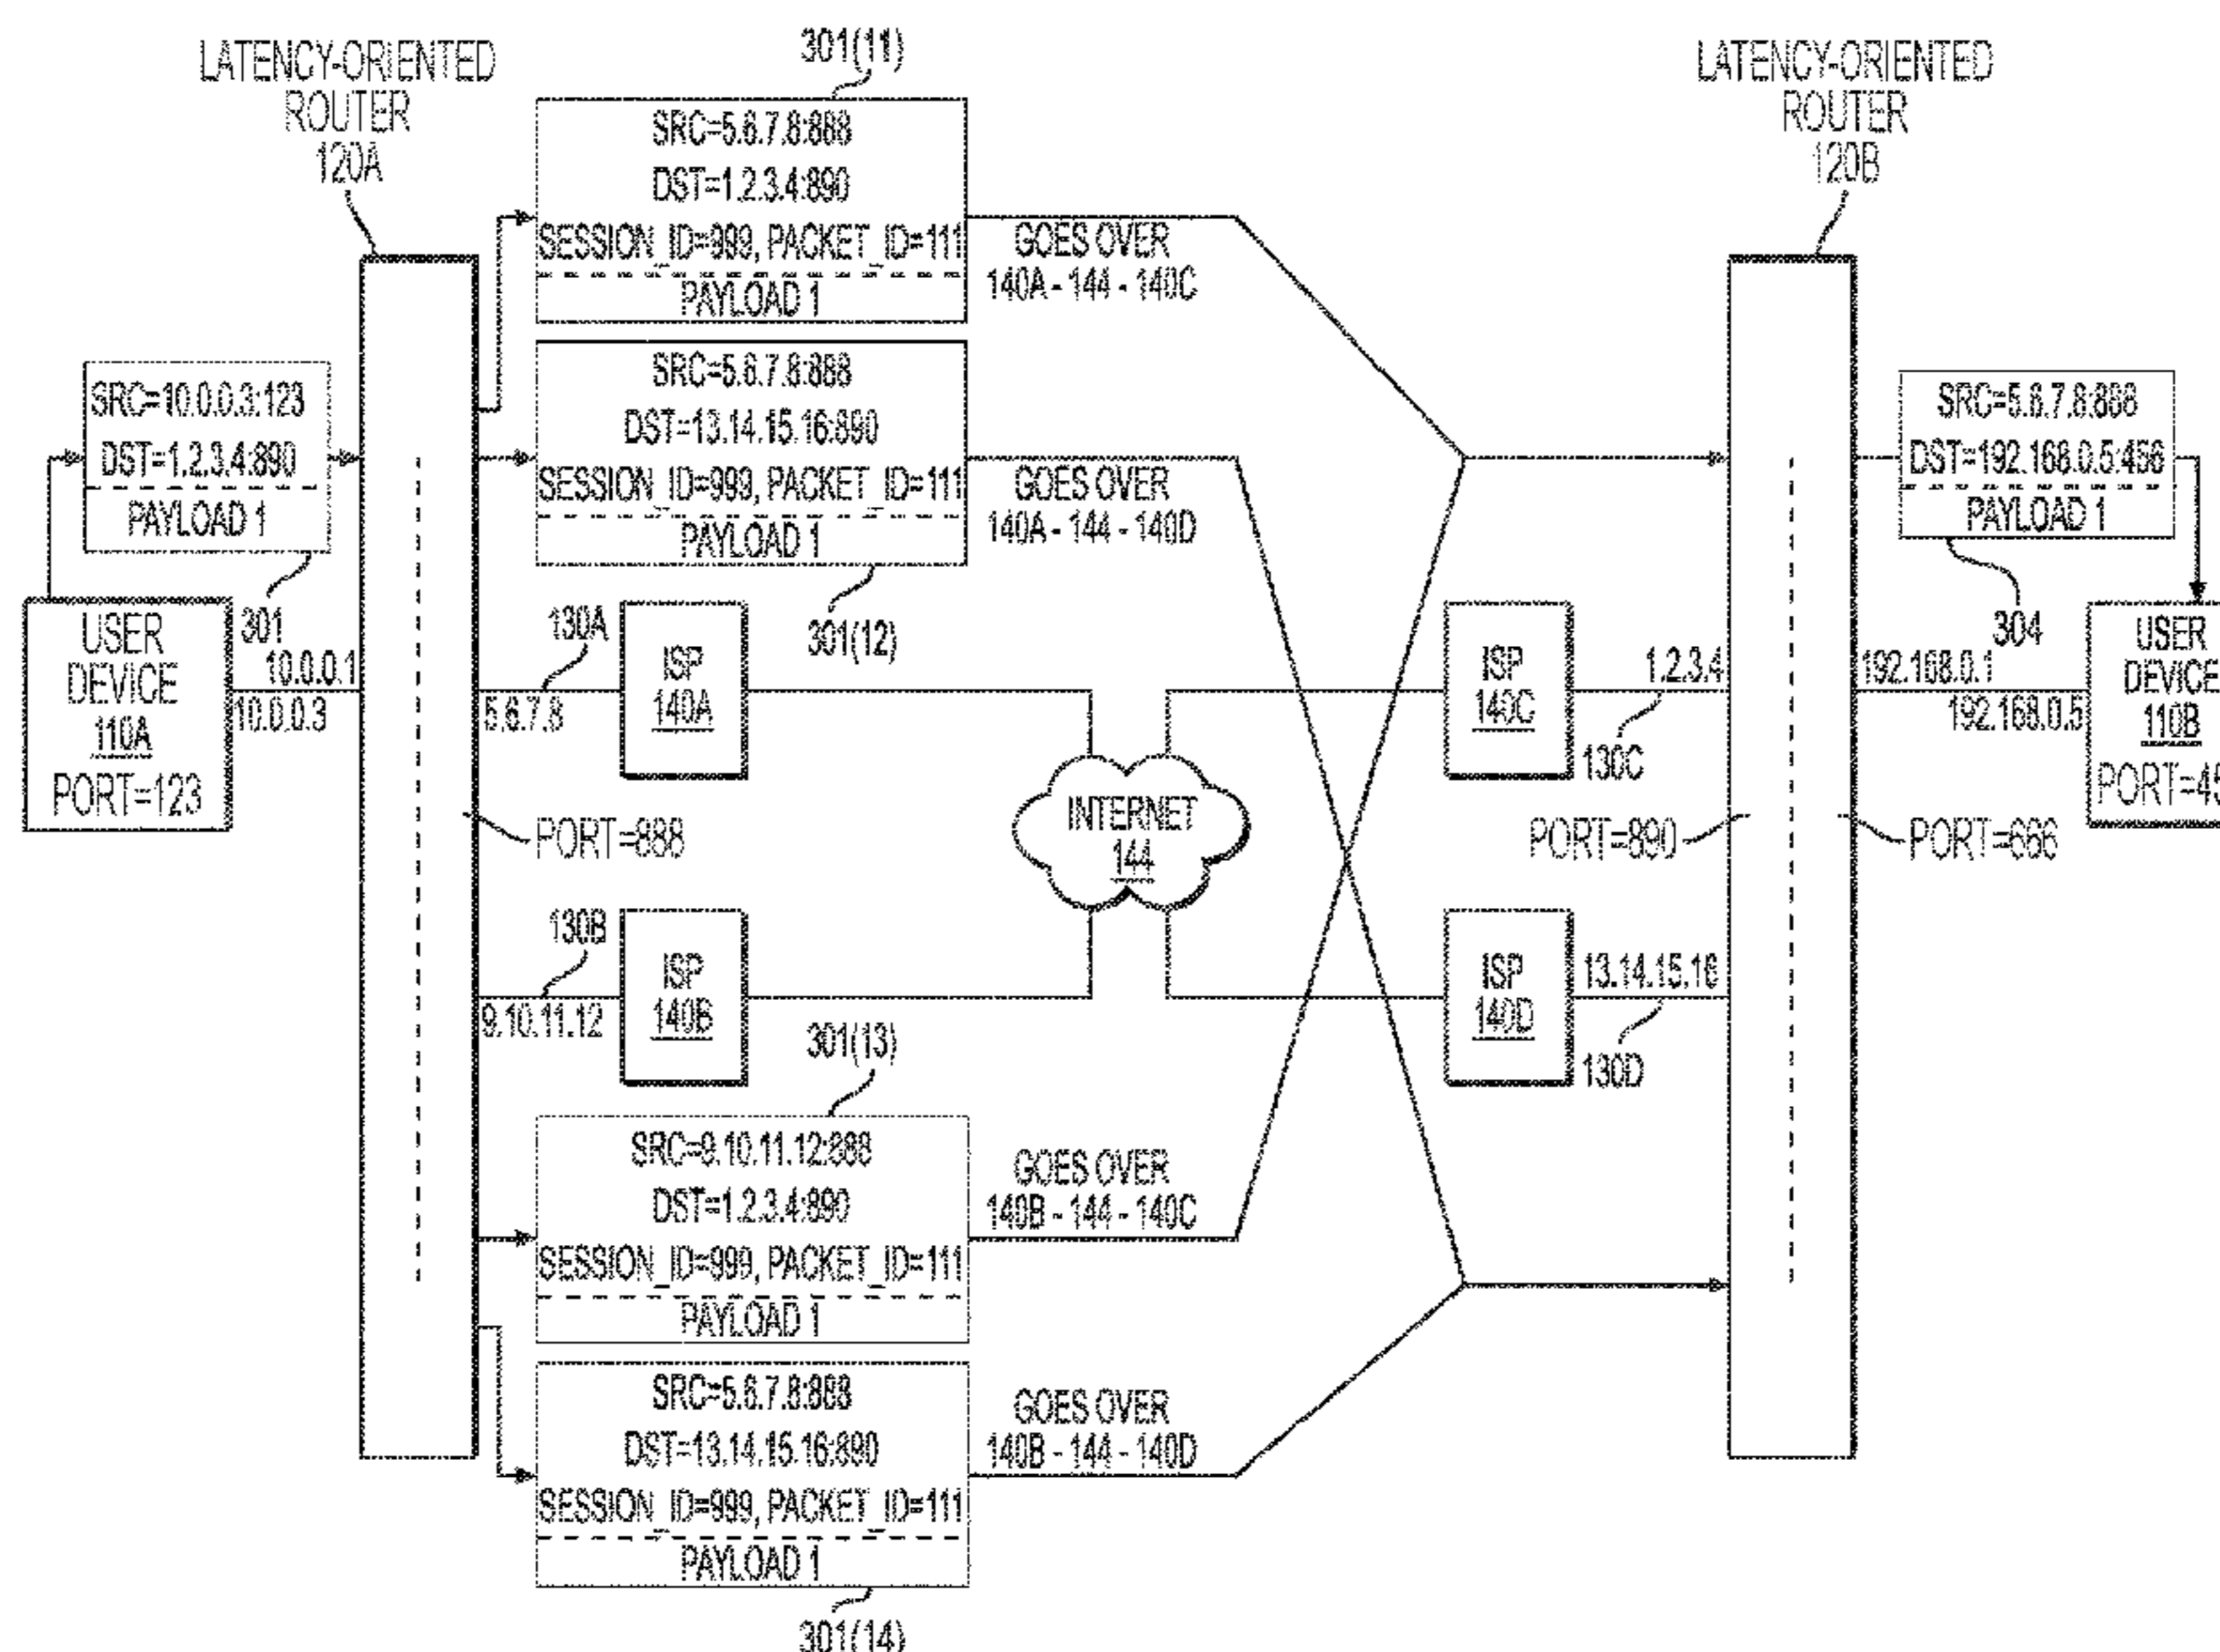 LATENCY-ORIENTED
ROUTER
120A
301(11)
SRC=5.6.7.8:888
DST=1.2.3.4:890
SESSION_ID=999, PACKET_ID=111
PAYLOAD 1
GOES OVER
140A - 144 - 140C
LATENCY-ORIENTED
ROUTER
120B
SRC=10.0.0.3:123
DST=1.2.3.4:890
PAYLOAD 1
301
SRC=5.6.7.8:888
DST=13.14.15.16:890
SESSION_ID=999, PACKET_ID=111
PAYLOAD 1
301(12)
GOES OVER
140A - 144 - 140D
SRC=5.6.7.8:888
DST=192.168.0.5:456
PAYLOAD 1
304
USER
DEVICE
110A
PORT=123
10.0.0.1
10.0.0.3
130A
5.6.7.8
ISP
140A
PORT=888
INTERNET
144
ISP
140C
1.2.3.4
130C
PORT=890
PORT=666
192.168.0.1
192.168.0.5
USER
DEVICE
110B
PORT=45
130B
9.10.11.12
ISP
140B
ISP
140D
13.14.15.16
130D
301(13)
SRC=9.10.11.12:888
DST=1.2.3.4:890
SESSION_ID=999, PACKET_ID=111
PAYLOAD 1
GOES OVER
140B - 144 - 140C
SRC=5.6.7.8:888
DST=13.14.15.16:890
SESSION_ID=999, PACKET_ID=111
PAYLOAD 1
GOES OVER
140B - 144 - 140D
301(14)